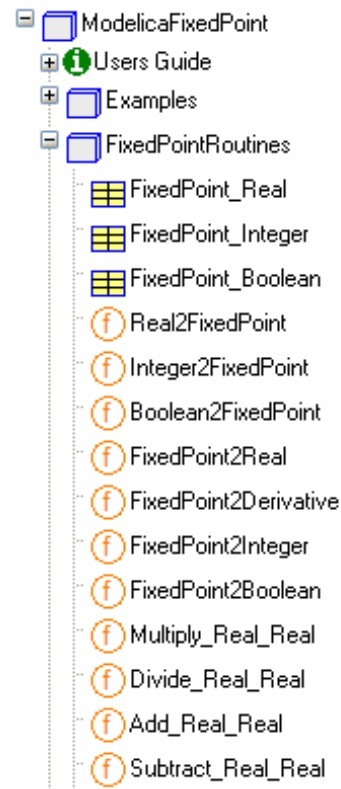 ModelicaFixedPoint
Users Guide
Examples
FixedPointRoutines
FixedPoint_Real
FixedPoint_Integer
FixedPoint_Boolean
Real2FixedPoint
Integer2FixedPoint
Boolean2FixedPoint
FixedPoint2Real
FixedPoint2Derivative
FixedPoint2Integer
FixedPoint2Boolean
Multiply_Real_Real
Divide_Real_Real
Add_Real_Real
Subtract_Real_Real